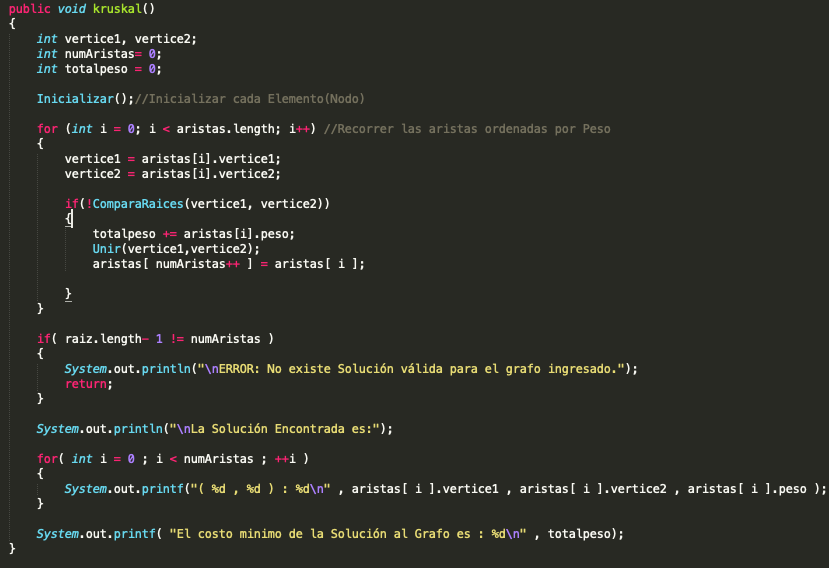 public void kruskal()
{
int vertice1, vertice2;
int numAristas= 0;
int totalpeso = 0;
Inicializar();//Inicializar cada Elemento(Nodo)
for (int i = 0; i < aristas.length; i++) //Recorrer las aristas ordenadas por Peso
{
vertice1 = aristas[i].vertice1;
vertice2 = aristas[i].vertice2;
if(!ComparaRaices(vertice1, vertice2))
{
totalpeso += aristas[i].peso;
Unir(vertice1,vertice2);
aristas[ numAristas++ ] = aristas[ i ];
}
}
if( raiz.length- 1 != numAristas )
{
System.out.println("\nERROR: No existe Solución válida para el grafo ingresado.");
return;
}
System.out.println("\nLa Solución Encontrada es:");
for( int i = 0 ; i < numAristas ; ++i )
{
System.out.printf("( %d , %d ) : %d\n" , aristas[ i ].vertice1 , aristas[ i ].vertice2 , aristas[ i ].peso );
}
System.out.printf( "El costo minimo de la Solución al Grafo es : %d\n" , totalpeso);
}